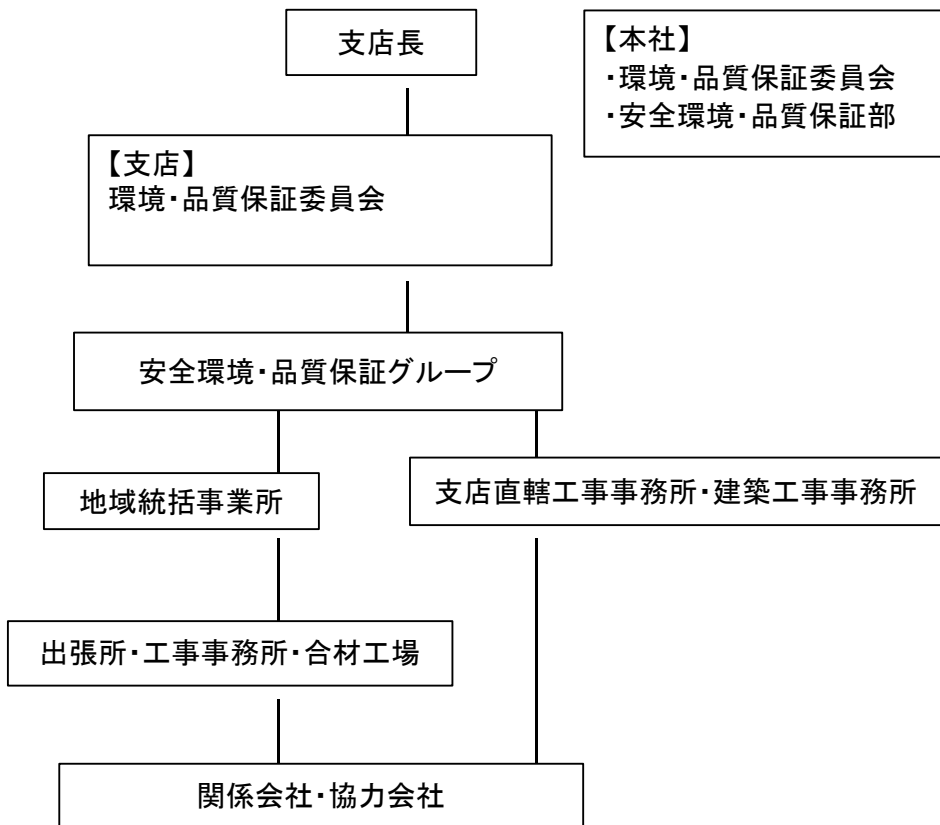 支店長
【本社】
・環境・品質保証委員会
・安全環境・品質保証部
【支店】
環境・品質保証委員会
安全環境・品質保証グループ
地域統括事業所
支店直轄工事事務所・建築工事事務所
出張所・工事事務所・合材工場
関係会社・協力会社